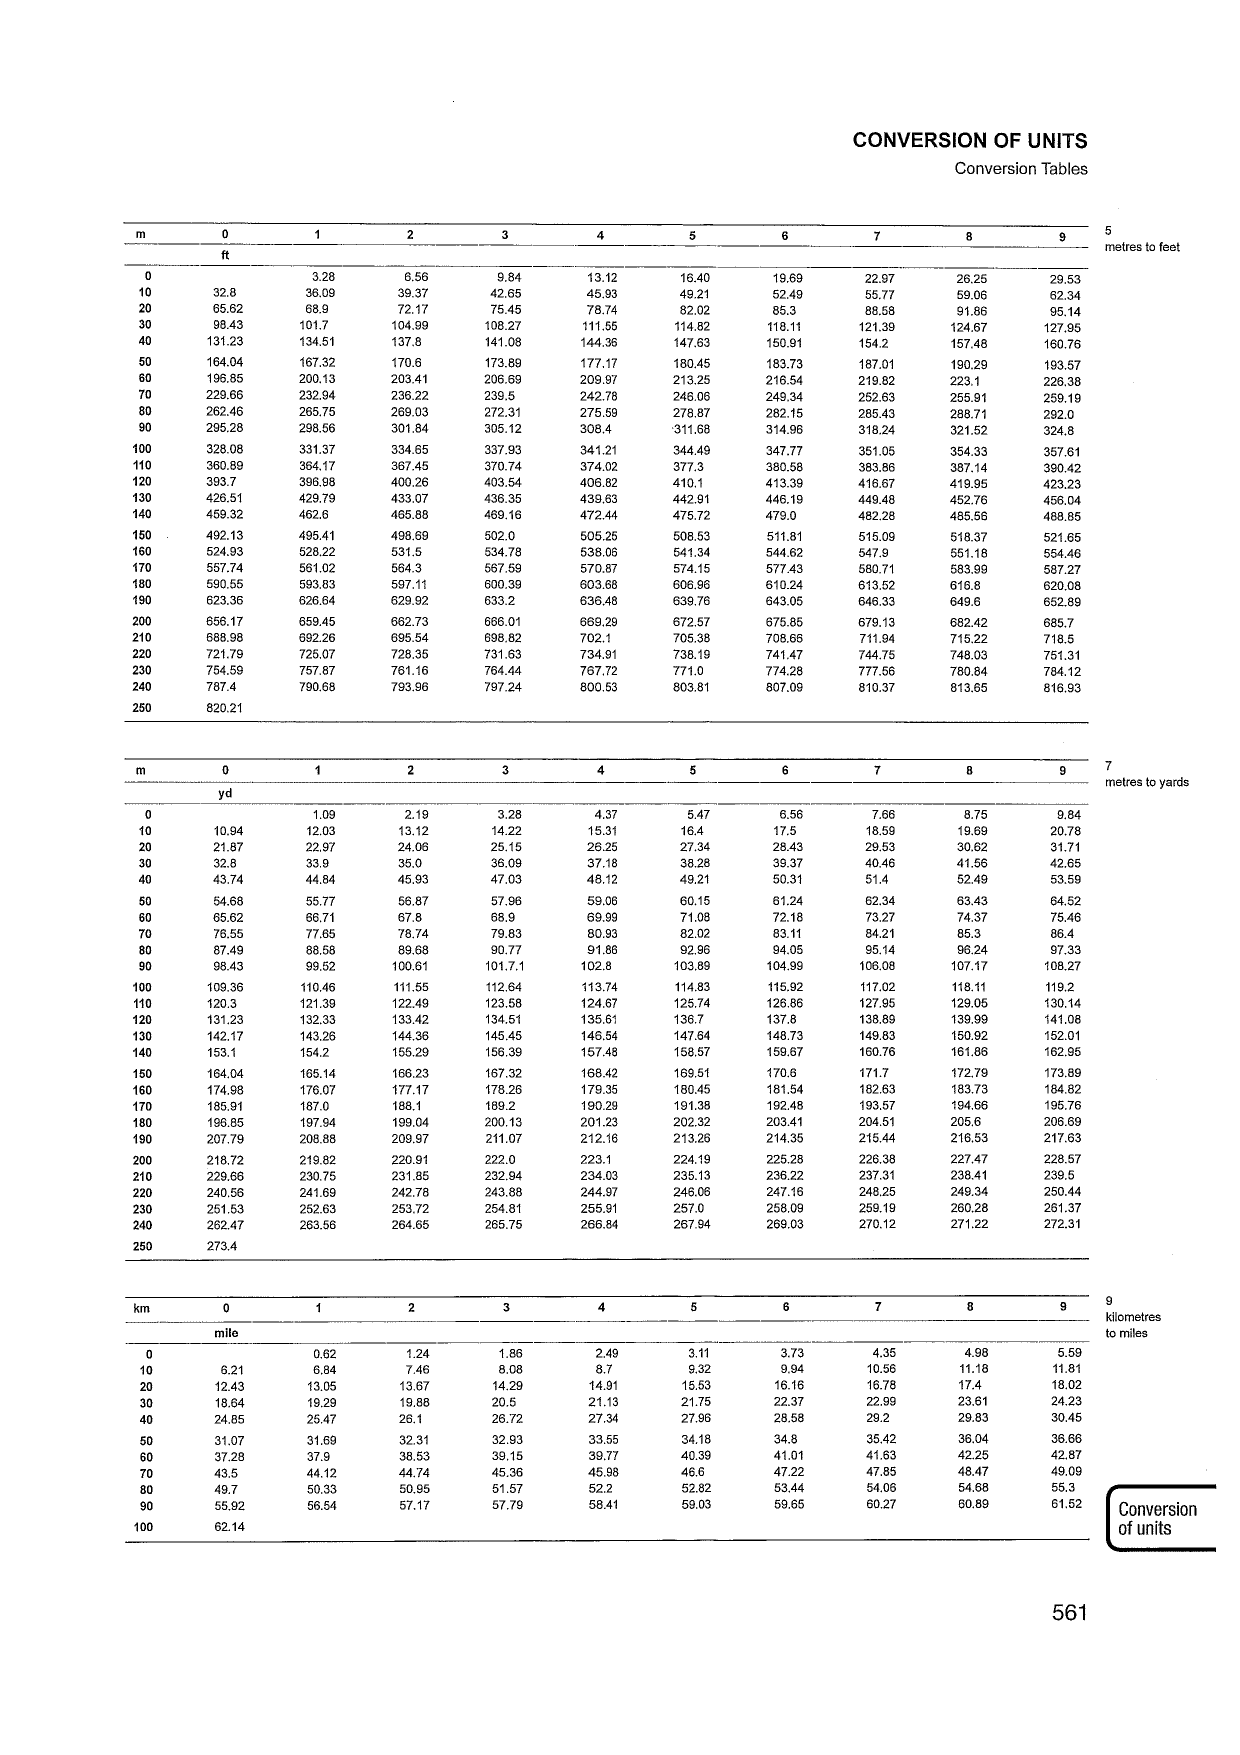 CONVERSION OF UNITS
Conversion Tables
m 0 1 2 3 4 5 6 7 8 9
5
metres to feet
ft
0 3.28 6.56 9.84 13.12 16.40 19.69 22.97 26.25 29.53
10 32.8 36.09 39.37 42.65 45.93 49.21 52.49 55.77 59.06 62.34
20 65.62 68.9 72.17 75.45 78.74 82.02 85.3 88.58 91.86 95.14
30 98.43 101.7 104.99 108.27 111.55 114.82 118.11 121.39 124.67 127.95
40 131.23 134.51 137.8 141.08 144.36 147.63 150.91 154.2 157.48 160.76
50 164.04 167.32 170.6 173.89 177.17 180.45 183.73 187.01 190.29 193.57
60 196.85 200.13 203.41 206.69 209.97 213.25 216.54 219.82 223.1 226.38
70 229.66 232.94 236.22 239.5 242.78 246.06 249.34 252.63 255.91 259.19
80 262.46 265.75 269.03 272.31 275.59 278.87 282.15 285.43 288.71 292.0
90 295.28 298.56 301.84 305.12 308.4 311.68 314.96 318.24 321.52 324.8
100 328.08 331.37 334.65 337.93 341.21 344.49 347.77 351.05 354.33 357.61
110 360.89 364.17 367.45 370.74 374.02 377.3 380.58 383.86 387.14 390.42
120 393.7 396.98 400.26 403.54 406.82 410.1 413.39 416.67 419.95 423.23
130 426.51 429.79 433.07 436.35 439.63 442.91 446.19 449.48 452.76 456.04
140 459.32 462.6 465.88 469.16 472.44 475.72 479.0 482.28 485.56 488.85
150 492.13 495.41 498.69 502.0 505.25 508.53 511.81 515.09 518.37 521.65
160 524.93 528.22 531.5 534.78 538.06 541.34 544.62 547.9 551.18 554.46
170 557.74 561.02 564.3 567.59 570.87 574.15 577.43 580.71 583.99 587.27
180 590.55 593.83 597.11 600.39 603.68 606.96 610.24 613.52 616.8 620.08
190 623.36 626.64 629.92 633.2 636.48 639.76 643.05 646.33 649.6 652.89
200 656.17 659.45 662.73 666.01 669.29 672.57 675.85 679.13 682.42 685.7
210 688.98 692.26 695.54 698.82 702.1 705.38 708.66 711.94 715.22 718.5
220 721.79 725.07 728.35 731.63 734.91 738.19 741.47 744.75 748.03 751.31
230 754.59 757.87 761.16 764.44 767.72 771.0 774.28 777.56 780.84 784.12
240 787.4 790.68 793.96 797.24 800.53 803.81 807.09 810.37 813.65 816.93
250 820.21
m 0 1 2 3 4 5 6 7 8 9
7
metres to yards
yd
0 1.09 2.19 3.28 4.37 5.47 6.56 7.66 8.75 9.84
10 10.94 12.03 13.12 14.22 15.31 16.4 17.5 18.59 19.69 20.78
20 21.87 22.97 24.06 25.15 26.25 27.34 28.43 29.53 30.62 31.71
30 32.8 33.9 35.0 36.09 37.18 38.28 39.37 40.46 41.56 42.65
40 43.74 44.84 45.93 47.03 48.12 49.21 50.31 51.4 52.49 53.59
50 54.68 55.77 56.87 57.96 59.06 60.15 61.24 62.34 63.43 64.52
60 65.62 66.71 67.8 68.9 69.99 71.08 72.18 73.27 74.37 75.46
70 76.55 77.65 78.74 79.83 80.93 82.02 83.11 84.21 85.3 86.4
80 87.49 88.58 89.68 90.77 91.86 92.96 94.05 95.14 96.24 97.33
90 98.43 99.52 100.61 101.7.1 102.8 103.89 104.99 106.08 107.17 108.27
100 109.36 110.46 111.55 112.64 113.74 114.83 115.92 117.02 118.11 119.2
110 120.3 121.39 122.49 123.58 124.67 125.74 126.86 127.95 129.05 130.14
120 131.23 132.33 133.42 134.51 135.61 136.7 137.8 138.89 139.99 141.08
130 142.17 143.26 144.36 145.45 146.54 147.64 148.73 149.83 150.92 152.01
140 153.1 154.2 155.29 156.39 157.48 158.57 159.67 160.76 161.86 162.95
150 164.04 165.14 166.23 167.32 168.42 169.51 170.6 171.7 172.79 173.89
160 174.98 176.07 177.17 178.26 179.35 180.45 181.54 182.63 183.73 184.82
170 185.91 187.0 188.1 189.2 190.29 191.38 192.48 193.57 194.66 195.76
180 196.85 197.94 199.04 200.13 201.23 202.32 203.41 204.51 205.6 206.69
190 207.79 208.88 209.97 211.07 212.16 213.26 214.35 215.44 216.53 217.63
200 218.72 219.82 220.91 222.0 223.1 224.19 225.28 226.38 227.47 228.57
210 229.66 230.75 231.85 232.94 234.03 235.13 236.22 237.31 238.41 239.5
220 240.56 241.69 242.78 243.88 244.97 246.06 247.16 248.25 249.34 250.44
230 251.53 252.63 253.72 254.81 255.91 257.0 258.09 259.19 260.28 261.37
240 262.47 263.56 264.65 265.75 266.84 267.94 269.03 270.12 271.22 272.31
250 273.4
km 0 1 2 3 4 5 6 7 8 9
9
kilometres
to miles
mile
0 0.62 1.24 1.86 2.49 3.11 3.73 4.35 4.98 5.59
10 6.21 6.84 7.46 8.08 8.7 9.32 9.94 10.56 11.18 11.81
20 12.43 13.05 13.67 14.29 14.91 15.53 16.16 16.78 17.4 18.02
30 18.64 19.29 19.88 20.5 21.13 21.75 22.37 22.99 23.61 24.23
40 24.85 25.47 26.1 26.72 27.34 27.96 28.58 29.2 29.83 30.45
50 31.07 31.69 32.31 32.93 33.55 34.18 34.8 35.42 36.04 36.66
60 37.28 37.9 38.53 39.15 39.77 40.39 41.01 41.63 42.25 42.87
70 43.5 44.12 44.74 45.36 45.98 46.6 47.22 47.85 48.47 49.09
80 49.7 50.33 50.95 51.57 52.2 52.82 53.44 54.06 54.68 55.3
90 55.92 56.54 57.17 57.79 58.41 59.03 59.65 60.27 60.89 61.52
100 62.14
Conversion
of units
561